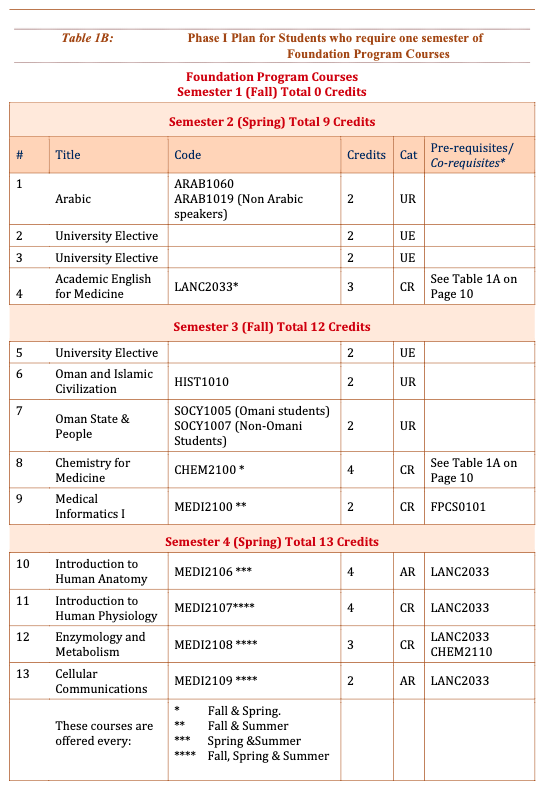 Table 1B: Phase I Plan for Students who require one semester of
Foundation Program Courses
Foundation Program Courses
Semester 1 (Fall) Total 0 Credits
Semester 2 (Spring) Total 9 Credits
# Title Code Credits Cat Pre-requisites/
Co-requisites*
1 Arabic ARAB1060
ARAB1019 (Non Arabic
speakers) 2 UR
2 University Elective 2 UE
3 University Elective 2 UE
4 Academic English
for Medicine LANC2033* 3 CR See Table 1A on
Page 10
Semester 3 (Fall) Total 12 Credits
5 University Elective 2 UE
6 Oman and Islamic
Civilization HIST1010 2 UR
7 Oman State &
People SOCY1005 (Omani students)
SOCY1007 (Non-Omani
Students) 2 UR
8 Chemistry for
Medicine CHEM2100 * 4 CR See Table 1A on
Page 10
9 Medical
Informatics I MEDI2100 ** 2 CR FPCS0101
Semester 4 (Spring) Total 13 Credits
10 Introduction to
Human Anatomy MEDI2106 *** 4 AR LANC2033
11 Introduction to
Human Physiology MEDI2107**** 4 CR LANC2033
12 Enzymology and
Metabolism MEDI2108 **** 3 CR LANC2033
CHEM2110
13 Cellular
Communications MEDI2109 **** 2 AR LANC2033
These courses are
offered every:
* Fall & Spring.
** Fall & Summer
*** Spring &Summer
**** Fall, Spring & Summer